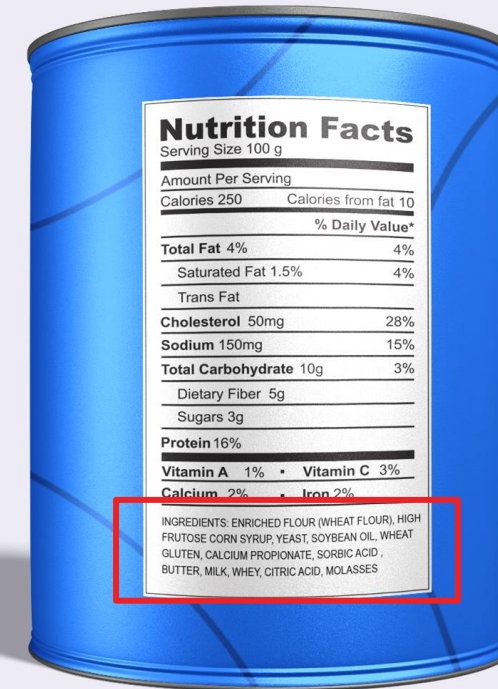 Nutrition Facts
Serving Size 100 g
Amount Per Serving
Calories 250 Calories from fat 10
% Daily Value*
Total Fat 4% 4%
Saturated Fat 1.5% 4%
Trans Fat
Cholesterol 50mg 28%
Sodium 150mg 15%
Total Carbohydrate 10g 3%
Dietary Fiber 5g
Sugars 3g
Protein 16%
Vitamin A 1% ▪ Vitamin C 3%
Calcium 2% ▪ Iron 2%
INGREDIENTS: ENRICHED FLOUR (WHEAT FLOUR), HIGH
FRUTOSE CORN SYRUP, YEAST, SOYBEAN OIL, WHEAT
GLUTEN, CALCIUM PROPIONATE, SORBIC ACID ,
BUTTER, MILK, WHEY, CITRIC ACID, MOLASSES